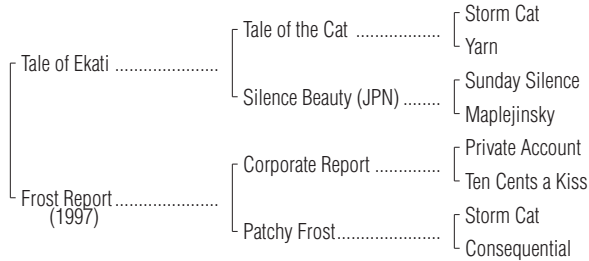 Storm Cat
Tale of the Cat ..................
Yarn
Tale of Ekati ......................
Sunday Silence
Silence Beauty (JPN) ........
Maplejinsky
Private Account
Corporate Report ..............
Ten Cents a Kiss
Frost Report ......................
(1997)
Storm Cat
Patchy Frost......................
Consequential